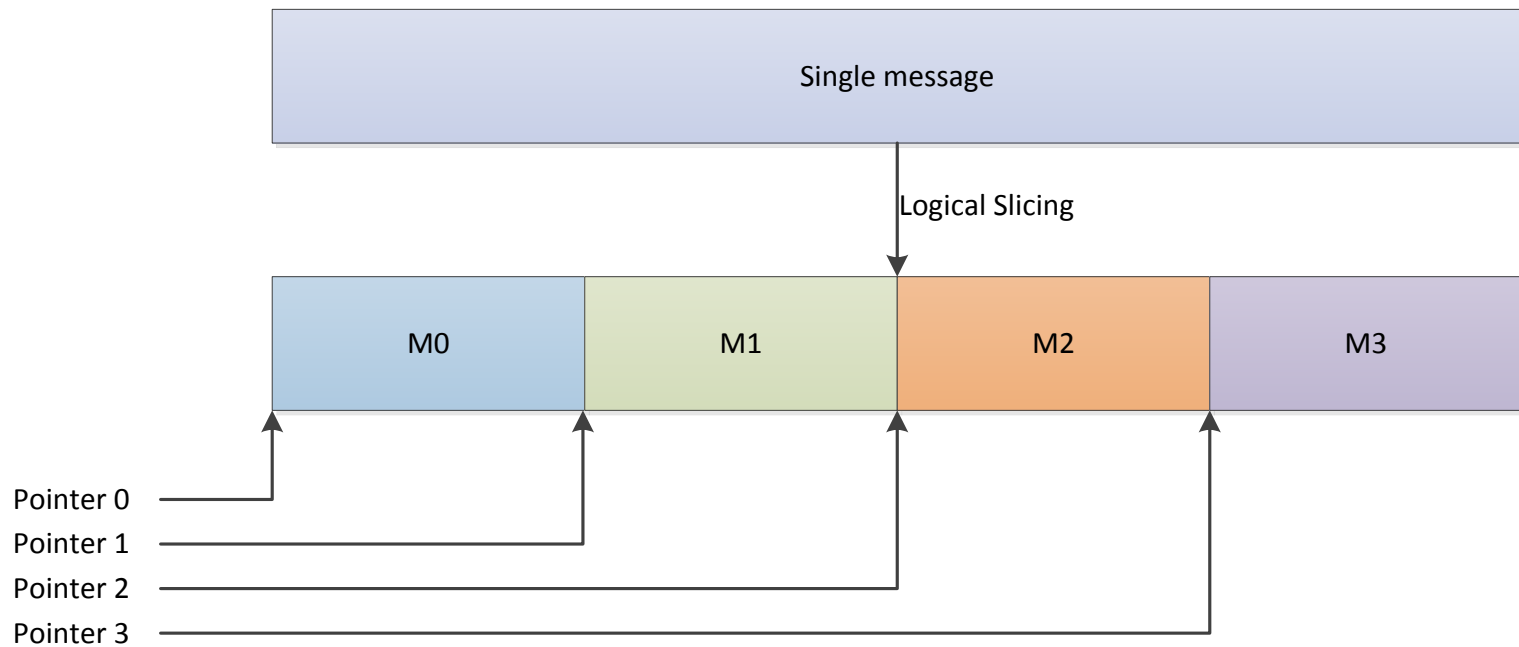 Single message
Logical Slicing
M0
M1
M2
M3
Pointer 0
Pointer 1
Pointer 2
Pointer 3